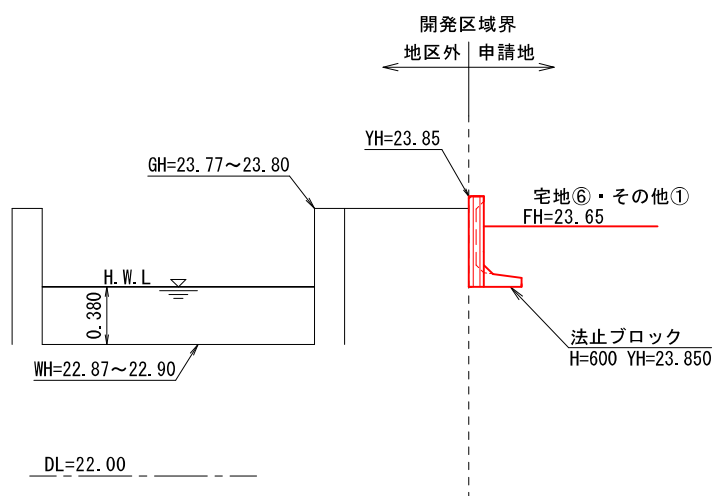 開発区域界
地区外 申請地
YH=23.85
GH=23.77～23.80
宅地⑥・その他①
FH=23.65
H.W.L
0.380
法止ブロック
H=600 YH=23.850
WH=22.87～22.90
DL=22.00